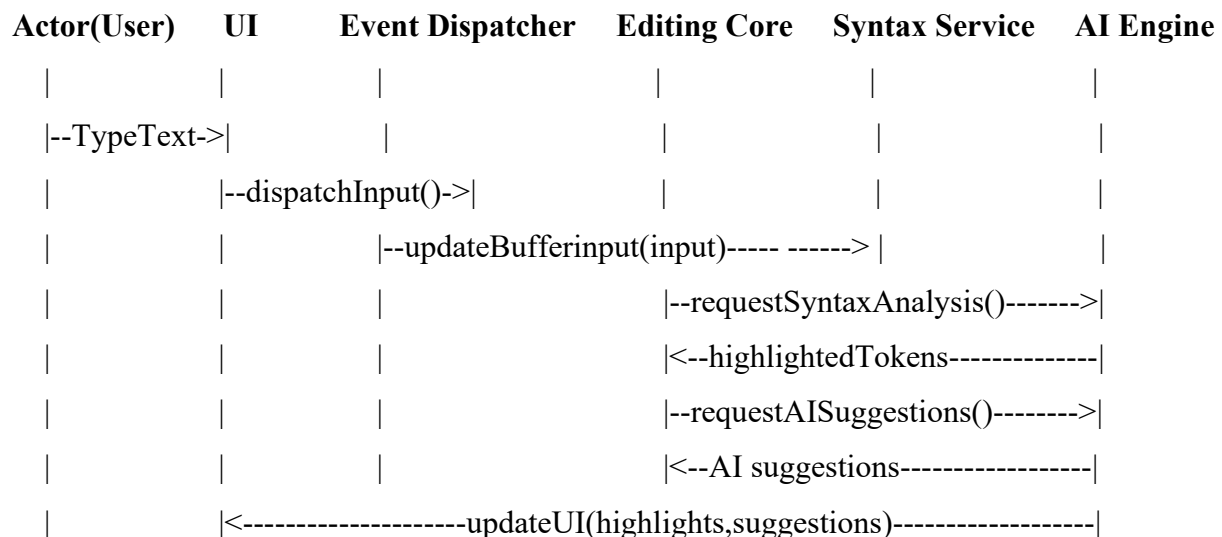 Actor(User) UI Event Dispatcher Editing Core Syntax Service AI Engine
| | | | | |
|--TypeText->| | | | |
| |--dispatchInput()->| | | |
| | |--updateBufferinput(input)----- ------> | |
| | | |--requestSyntaxAnalysis()------->|
| | | |<--highlightedTokens--------------|
| | | |--requestAISuggestions()-------->|
| | | |<--AI suggestions------------------|
| |<---------------------updateUI(highlights,suggestions)-------------------|